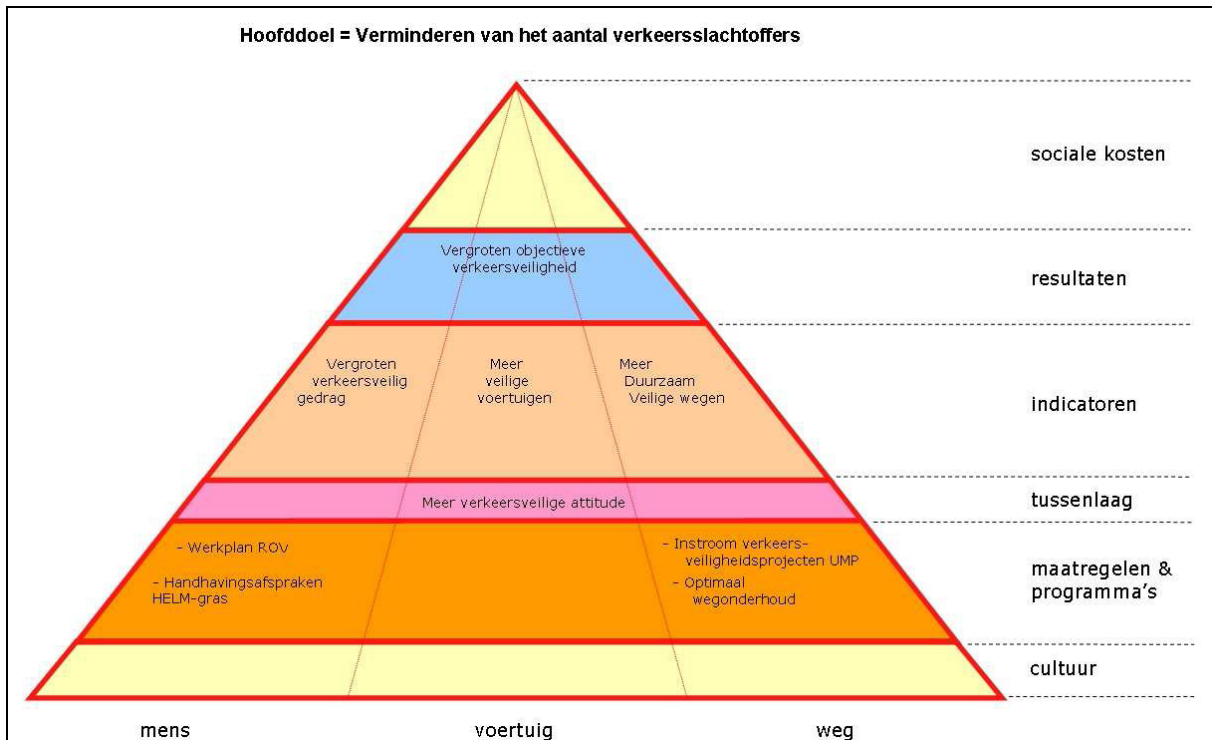 Hoofddoel = Verminderen van het aantal verkeersslachtoffers
sociale kosten
Vergroten objectieve
verkeersveiligheid
resultaten
Vergroten
verkeersveilig
gedrag
Meer
veilige
voertuigen
Meer
Duurzaam
Veilige wegen
indicatoren
Meer verkeersveilige attitude
tussenlaag
- Werkplan ROV
- Handhavingsafspraken
HELM-gras
- Instroom verkeers-
veiligheidsprojecten UMP
- Optimaal
wegonderhoud
maatregelen &
programma's
cultuur
mens
voertuig
weg